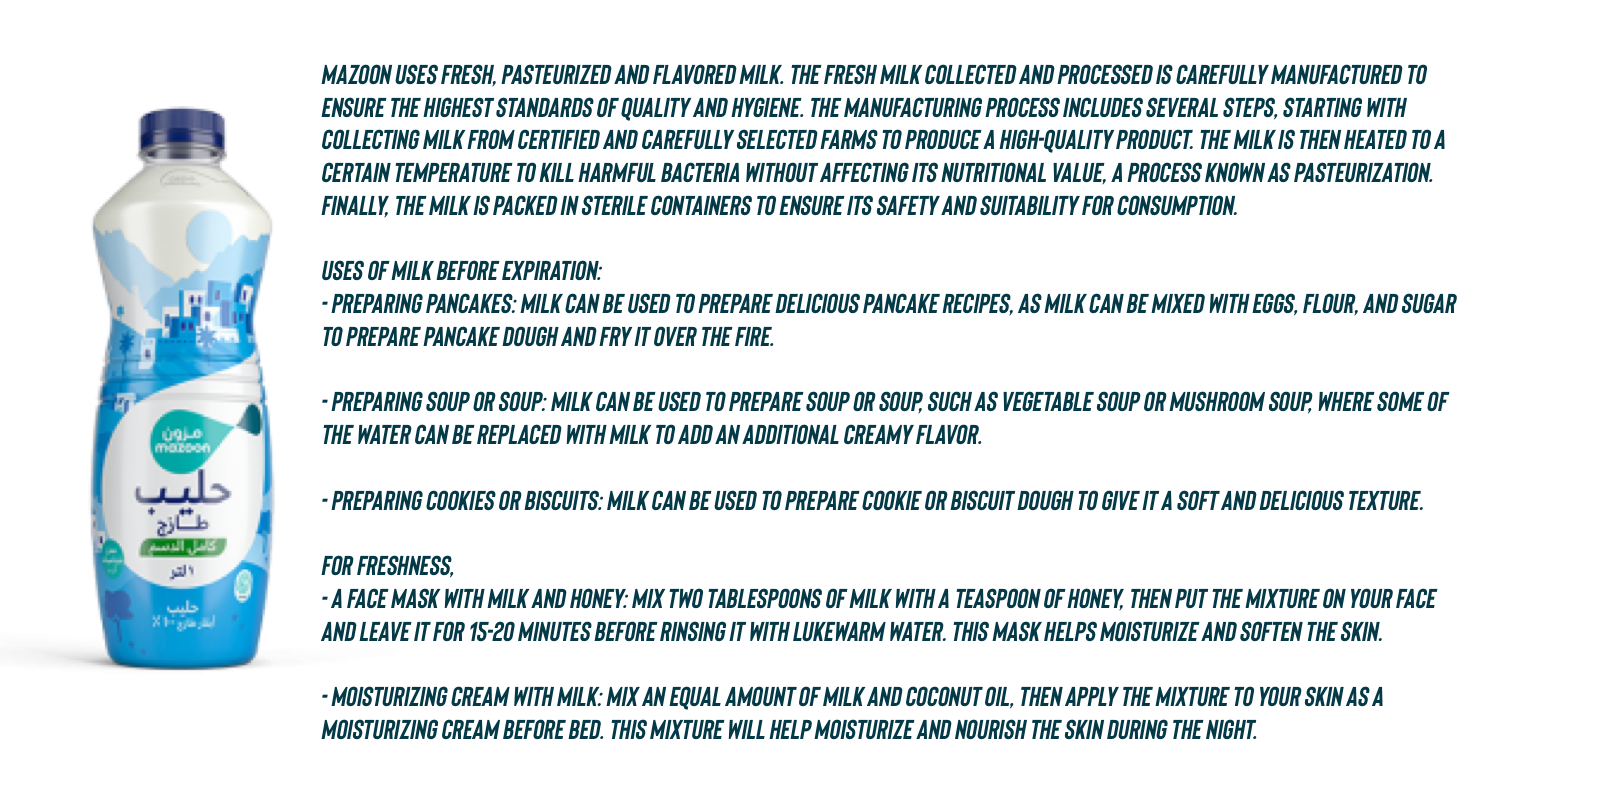 MAZOON USES FRESH, PASTEURIZED AND FLAVORED MILK. THE FRESH MILK COLLECTED AND PROCESSED IS CAREFULLY MANUFACTURED TO
ENSURE THE HIGHEST STANDARDS OF QUALITY AND HYGIENE. THE MANUFACTURING PROCESS INCLUDES SEVERAL STEPS, STARTING WITH
COLLECTING MILK FROM CERTIFIED AND CAREFULLY SELECTED FARMS TO PRODUCE A HIGH-QUALITY PRODUCT. THE MILK IS THEN HEATED TO A
CERTAIN TEMPERATURE TO KILL HARMFUL BACTERIA WITHOUT AFFECTING ITS NUTRITIONAL VALUE, A PROCESS KNOWN AS PASTEURIZATION.
FINALLY, THE MILK IS PACKED IN STERILE CONTAINERS TO ENSURE ITS SAFETY AND SUITABILITY FOR CONSUMPTION.
USES OF MILK BEFORE EXPIRATION:
- PREPARING PANCAKES: MILK CAN BE USED TO PREPARE DELICIOUS PANCAKE RECIPES, AS MILK CAN BE MIXED WITH EGGS, FLOUR, AND SUGAR
TO PREPARE PANCAKE DOUGH AND FRY IT OVER THE FIRE.
- PREPARING SOUP OR SOUP: MILK CAN BE USED TO PREPARE SOUP OR SOUP, SUCH AS VEGETABLE SOUP OR MUSHROOM SOUP, WHERE SOME OF
THE WATER CAN BE REPLACED WITH MILK TO ADD AN ADDITIONAL CREAMY FLAVOR.
- PREPARING COOKIES OR BISCUITS: MILK CAN BE USED TO PREPARE COOKIE OR BISCUIT DOUGH TO GIVE IT A SOFT AND DELICIOUS TEXTURE.
FOR FRESHNESS,
- A FACE MASK WITH MILK AND HONEY: MIX TWO TABLESPOONS OF MILK WITH A TEASPOON OF HONEY, THEN PUT THE MIXTURE ON YOUR FACE
AND LEAVE IT FOR 15-20 MINUTES BEFORE RINSING IT WITH LUKEWARM WATER. THIS MASK HELPS MOISTURIZE AND SOFTEN THE SKIN.
- MOISTURIZING CREAM WITH MILK: MIX AN EQUAL AMOUNT OF MILK AND COCONUT OIL, THEN APPLY THE MIXTURE TO YOUR SKIN AS A
MOISTURIZING CREAM BEFORE BED. THIS MIXTURE WILL HELP MOISTURIZE AND NOURISH THE SKIN DURING THE NIGHT.
مزون
mazoon
حليب
طازج
كامل الدسم
١ لتر
حليب
أبقار طازج ١٠٠ ٪